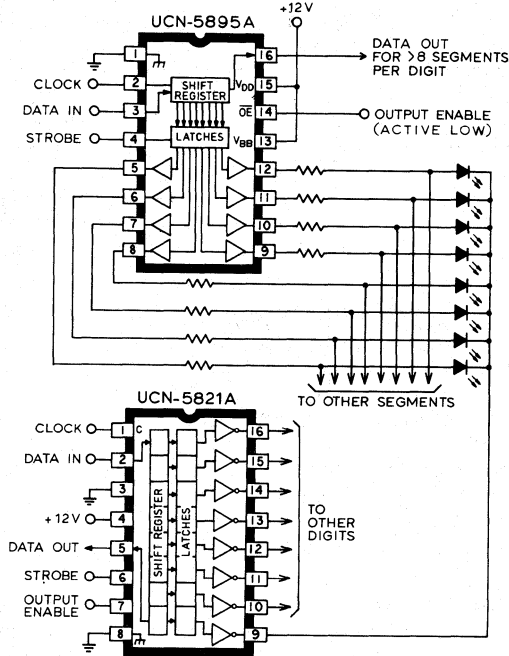 UCN-5895A
+12V
1
16
DATA OUT
FOR >8 SEGMENTS
PER DIGIT
CLOCK
2
SHIFT
REGISTER
VDD
15
DATA IN
3
OE
14
OUTPUT ENABLE
(ACTIVE LOW)
STROBE
4
LATCHES
VBB
13
5
12
6
11
7
10
8
9
TO OTHER SEGMENTS
UCN-5821A
CLOCK
1
C
16
DATA IN
2
15
3
14
+12V
4
SHIFT REGISTER
LATCHES
13
TO
OTHER
DIGITS
DATA OUT
5
12
STROBE
6
11
OUTPUT
ENABLE
7
10
8
9